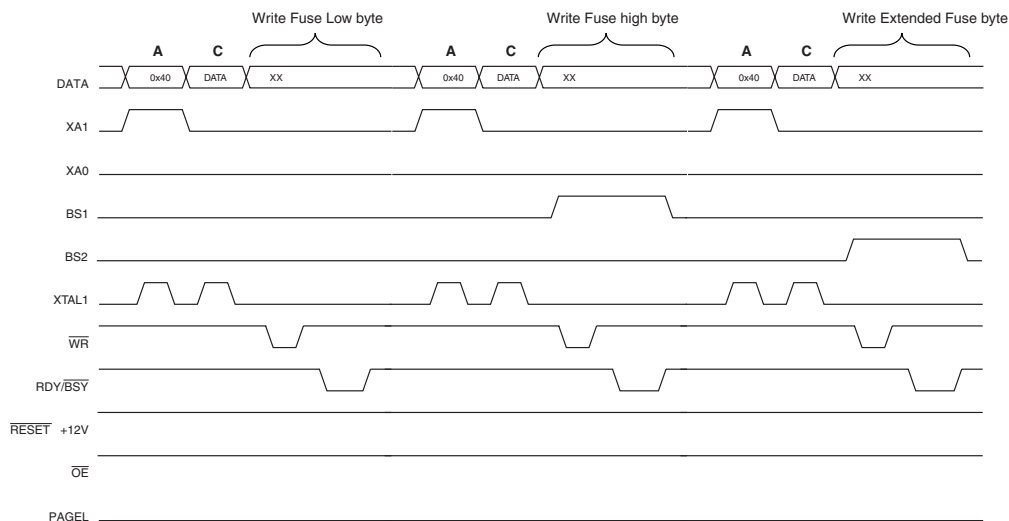 Write Fuse Low byte Write Fuse high byte Write Extended Fuse byte
A C A C A C
DATA 0x40 DATA XX 0x40 DATA XX 0x40 DATA XX
XA1
XA0
BS1
BS2
XTAL1
WR
RDY/BSY
RESET +12V
OE
PAGEL